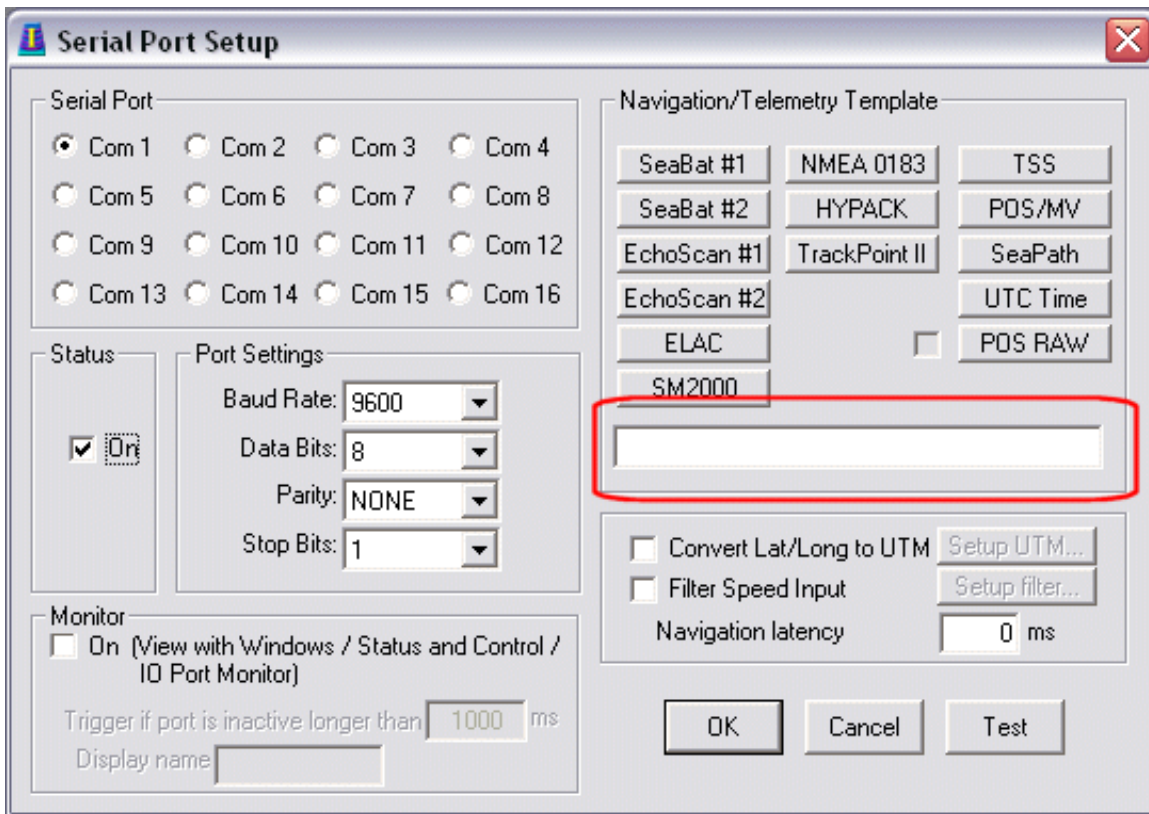 Serial Port Setup
Serial Port
Com 1 Com 2 Com 3 Com 4
Com 5 Com 6 Com 7 Com 8
Com 9 Com 10 Com 11 Com 12
Com 13 Com 14 Com 15 Com 16
Status
On
Port Settings
Baud Rate: 9600
Data Bits: 8
Parity: NONE
Stop Bits: 1
Monitor
On (View with Windows / Status and Control /
IO Port Monitor)
Trigger if port is inactive longer than 1000 ms
Display name
Navigation/Telemetry Template
SeaBat #1 NMEA 0183 TSS
SeaBat #2 HYPACK POS/MV
EchoScan #1 TrackPoint II SeaPath
EchoScan #2 UTC Time
ELAC POS RAW
SM2000
Convert Lat/Long to UTM Setup UTM...
Filter Speed Input Setup filter...
Navigation latency 0 ms
OK Cancel Test